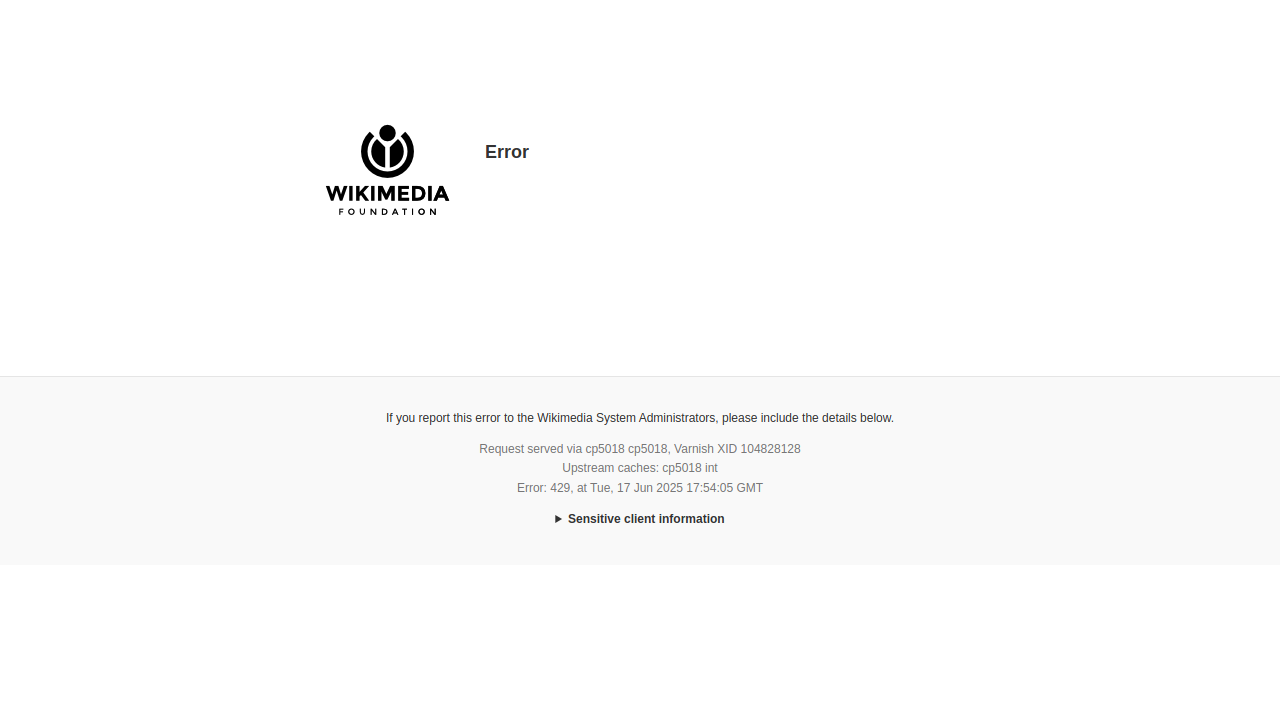 WIKIMEDIA
FOUNDATION
Error
If you report this error to the Wikimedia System Administrators, please include the details below.
Request served via cp5018 cp5018, Varnish XID 104828128
Upstream caches: cp5018 int
Error: 429, at Tue, 17 Jun 2025 17:54:05 GMT
Sensitive client information